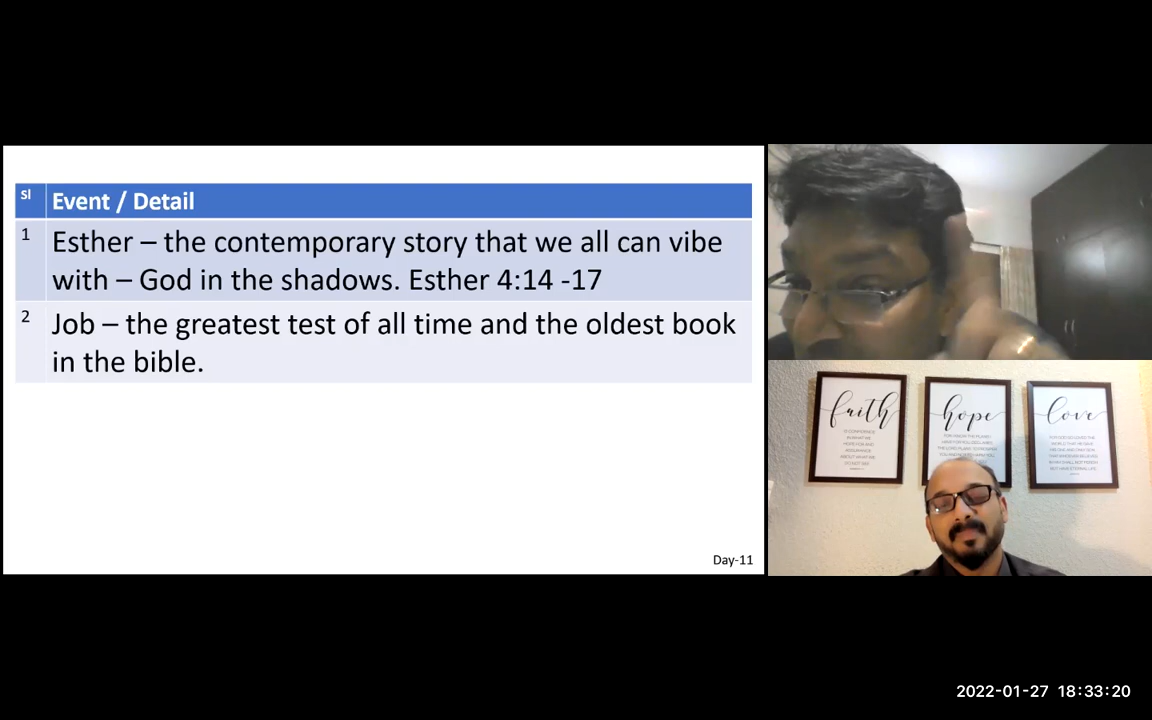 Sl Event / Detail
1 Esther – the contemporary story that we all can vibe
with – God in the shadows. Esther 4:14 -17
2 Job – the greatest test of all time and the oldest book
in the bible.
Day-11
faith
hope
love
2022-01-27 18:33:20